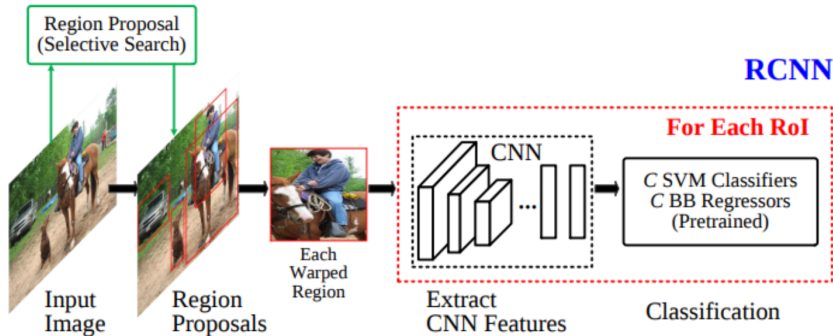 Region Proposal
(Selective Search)
RCNN
For Each RoI
CNN
...
C SVM Classifiers
C BB Regressors
(Pretrained)
Each
Warped
Region
Input
Image
Region
Proposals
Extract
CNN Features
Classification